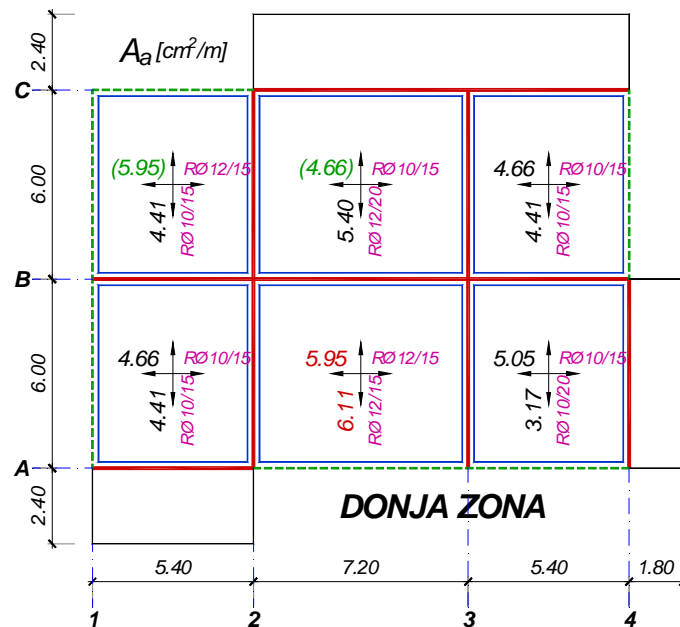 2.40
Aa [cm²/m]
C
(5.95) RØ12/15
4.41 RØ10/15
(4.66) RØ10/15
5.40 RØ12/20
4.66 RØ10/15
4.41 RØ10/15
6.00
B
4.66 RØ10/15
4.41 RØ10/15
5.95 RØ12/15
6.11 RØ12/15
5.05 RØ10/15
3.17 RØ10/20
6.00
A
2.40
DONJA ZONA
5.40 7.20 5.40 1.80
1 2 3 4